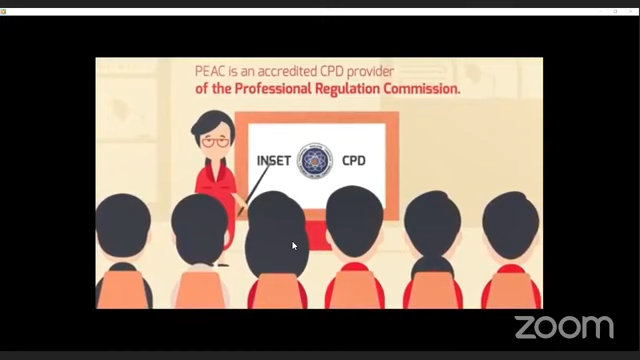 PEAC is an accredited CPD provider
of the Professional Regulation Commission.
INSET CPD
zoom